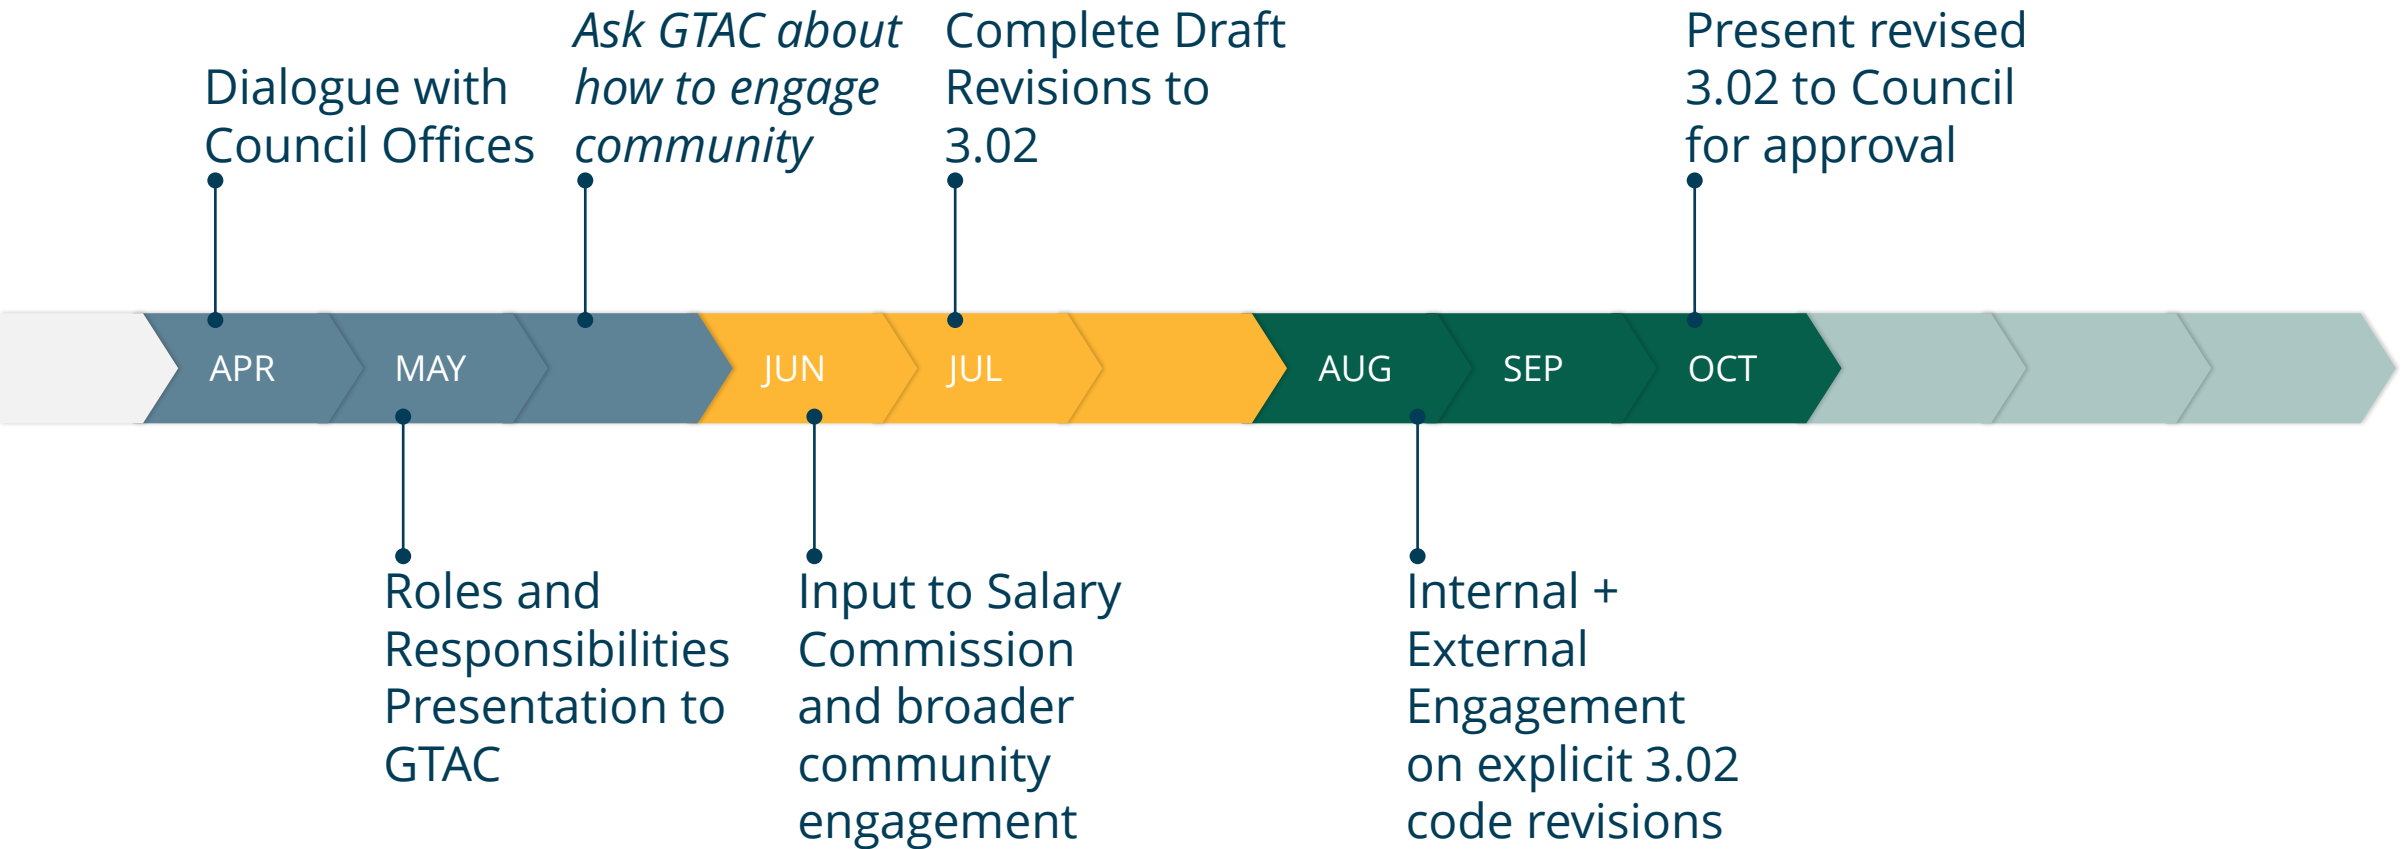 Dialogue with
Council Offices
Ask GTAC about
how to engage
community
Complete Draft
Revisions to
3.02
Present revised
3.02 to Council
for approval
APR
MAY
JUN
JUL
AUG
SEP
OCT
Roles and
Responsibilities
Presentation to
GTAC
Input to Salary
Commission
and broader
community
engagement
Internal +
External
Engagement
on explicit 3.02
code revisions